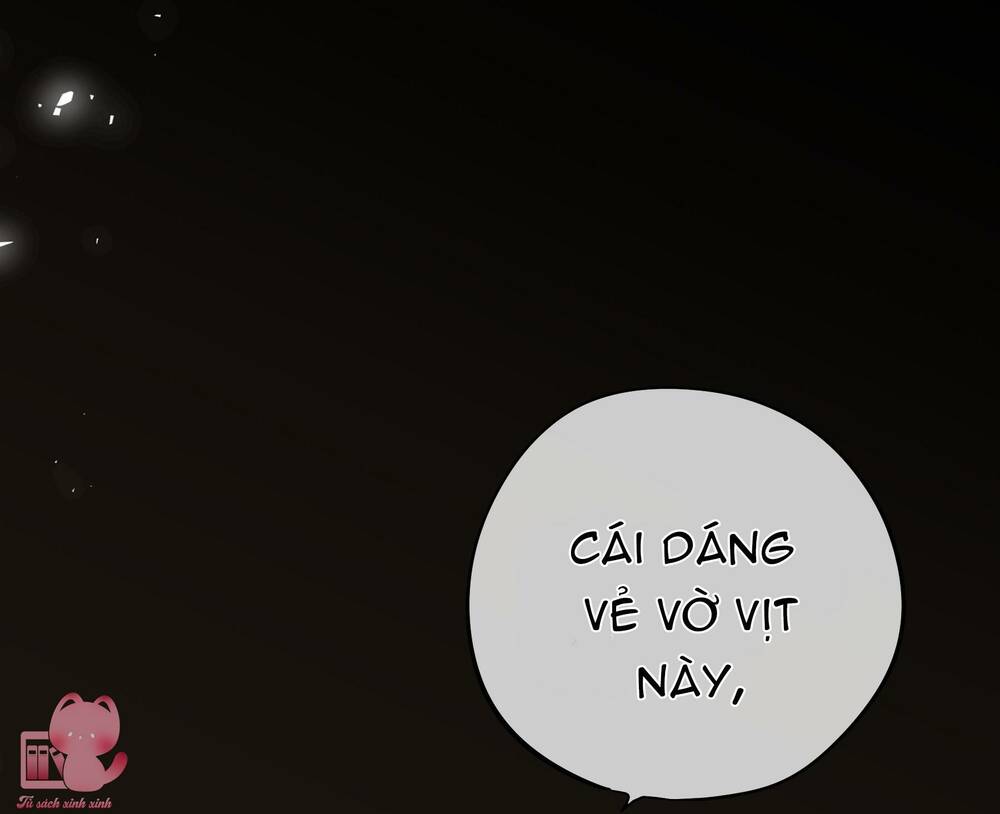 CÁI DÁNG
VẺ VỜ VỊT
NÀY,
Tủ sách xinh xinh